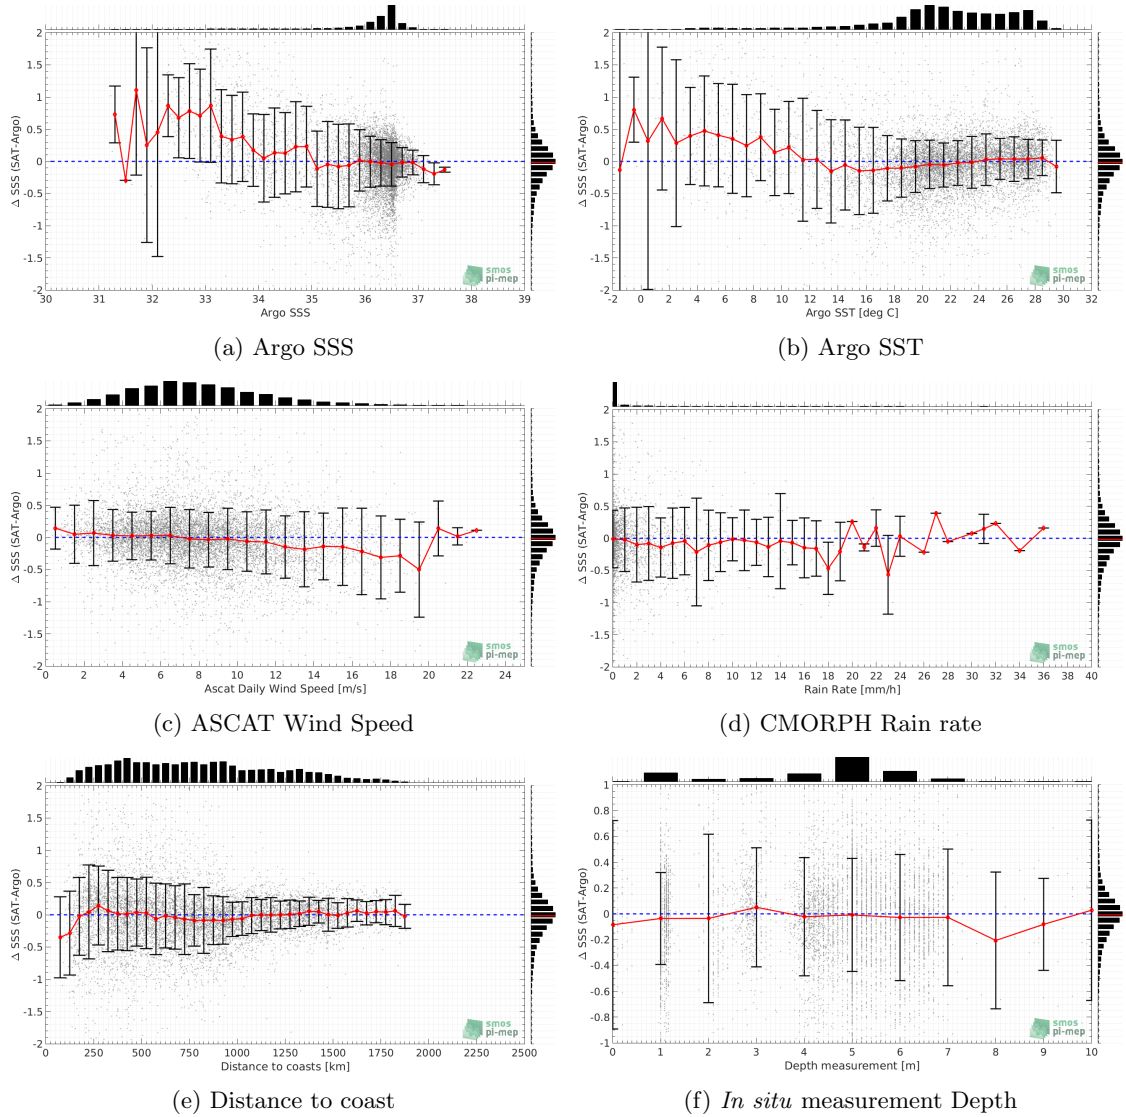 2
1.5
1
0.5
0
-0.5
-1
-1.5
-2
Δ SSS (SAT-Argo)
30 31 32 33 34 35 36 37 38 39
Argo SSS
smos
pi-mep
(a) Argo SSS
2
1.5
1
0.5
0
-0.5
-1
-1.5
-2
Δ SSS (SAT-Argo)
-2 0 2 4 6 8 10 12 14 16 18 20 22 24 26 28 30 32
Argo SST [deg C]
smos
pi-mep
(b) Argo SST
2
1.5
1
0.5
0
-0.5
-1
-1.5
-2
Δ SSS (SAT-Argo)
0 2 4 6 8 10 12 14 16 18 20 22 24
Ascat Daily Wind Speed [m/s]
smos
pi-mep
(c) ASCAT Wind Speed
2
1.5
1
0.5
0
-0.5
-1
-1.5
-2
Δ SSS (SAT-Argo)
0 2 4 6 8 10 12 14 16 18 20 22 24 26 28 30 32 34 36 38 40
Rain Rate [mm/h]
smos
pi-mep
(d) CMORPH Rain rate
2
1.5
1
0.5
0
-0.5
-1
-1.5
-2
Δ SSS (SAT-Argo)
0 250 500 750 1000 1250 1500 1750 2000 2250 2500
Distance to coasts [km]
smos
pi-mep
(e) Distance to coast
1
0.8
0.6
0.4
0.2
0
-0.2
-0.4
-0.6
-0.8
-1
Δ SSS (SAT-Argo)
0 1 2 3 4 5 6 7 8 9 10
Depth measurement [m]
smos
pi-mep
(f) In situ measurement Depth